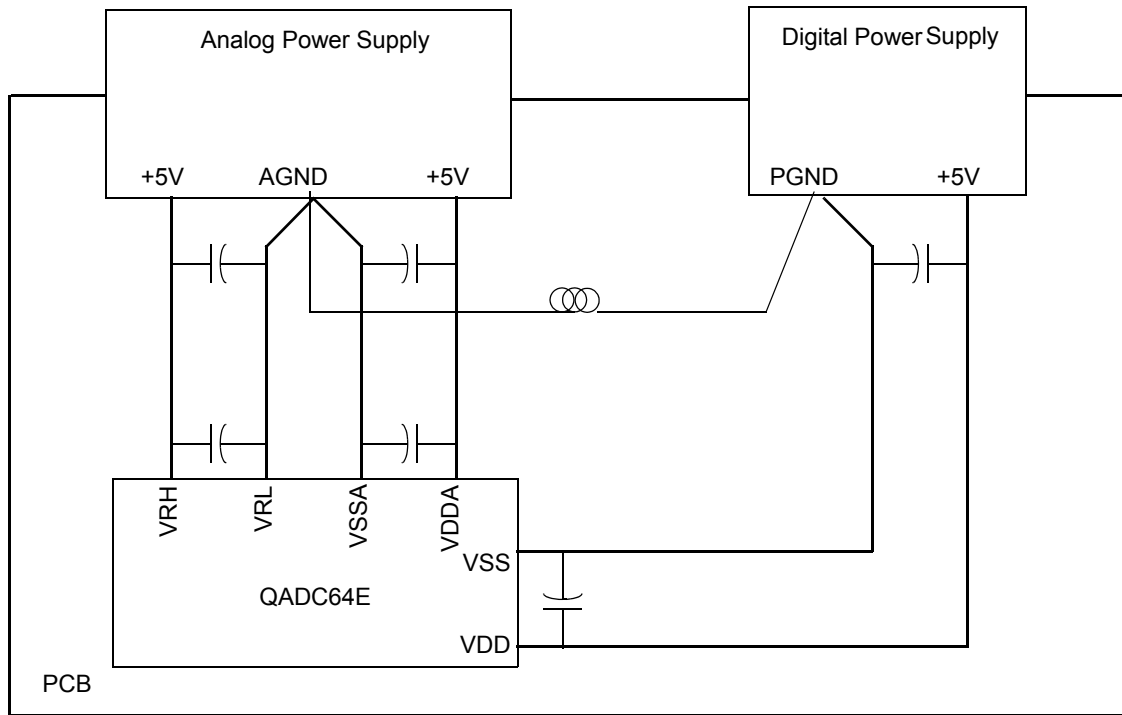 Analog Power Supply
Digital Power Supply
+5V
AGND
+5V
PGND
+5V
VRH
VRL
VSSA
VDDA
VSS
QADC64E
VDD
PCB